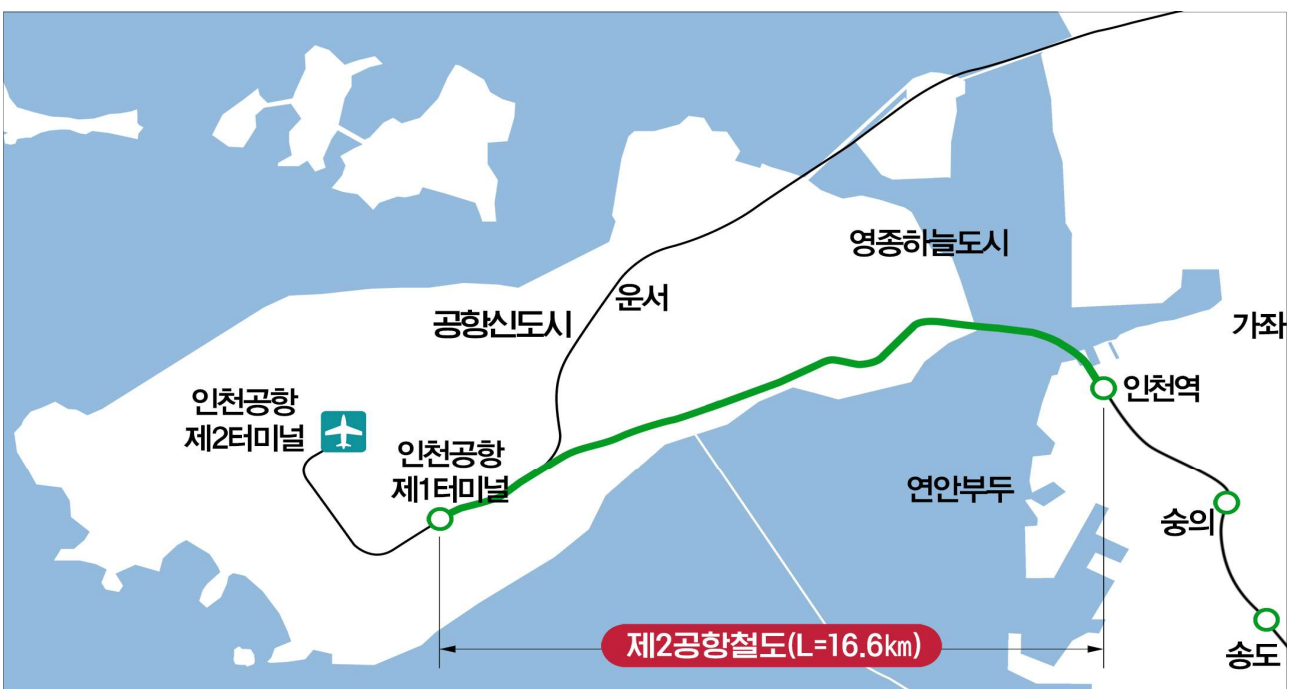 영종하늘도시
운서
공항신도시
가좌
인천공항
제2터미널
인천역
인천공항
제1터미널
연안부두
숭의
제2공항철도(L=16.6㎞)
송도